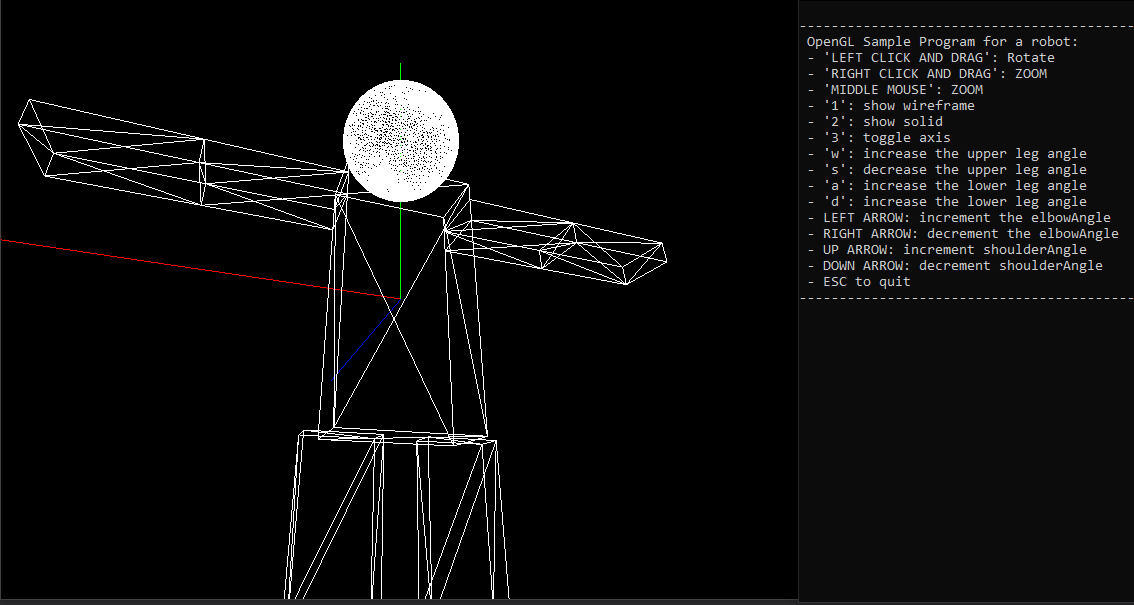 --------------------------------------------
OpenGL Sample Program for a robot:
- 'LEFT CLICK AND DRAG': Rotate
- 'RIGHT CLICK AND DRAG': ZOOM
- 'MIDDLE MOUSE': ZOOM
- '1': show wireframe
- '2': show solid
- '3': toggle axis
- 'w': increase the upper leg angle
- 's': decrease the upper leg angle
- 'a': increase the lower leg angle
- 'd': increase the lower leg angle
- LEFT ARROW: increment the elbowAngle
- RIGHT ARROW: decrement the elbowAngle
- UP ARROW: increment shoulderAngle
- DOWN ARROW: decrement shoulderAngle
- ESC to quit
--------------------------------------------